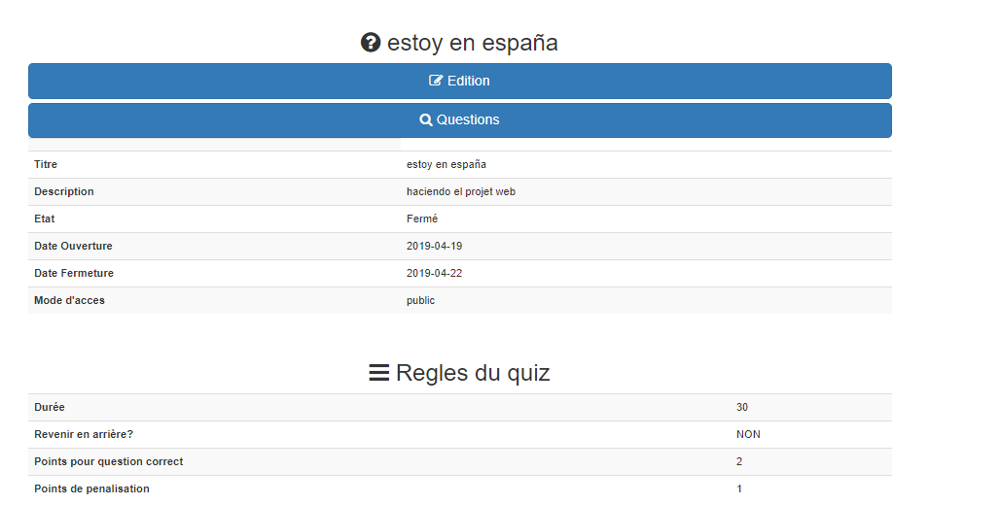 estoy en españa
Edition
Questions
Titre estoy en españa
Description haciendo el projet web
Etat Fermé
Date Ouverture 2019-04-19
Date Fermeture 2019-04-22
Mode d'acces public
Regles du quiz
Durée 30
Revenir en arrière? NON
Points pour question correct 2
Points de penalisation 1